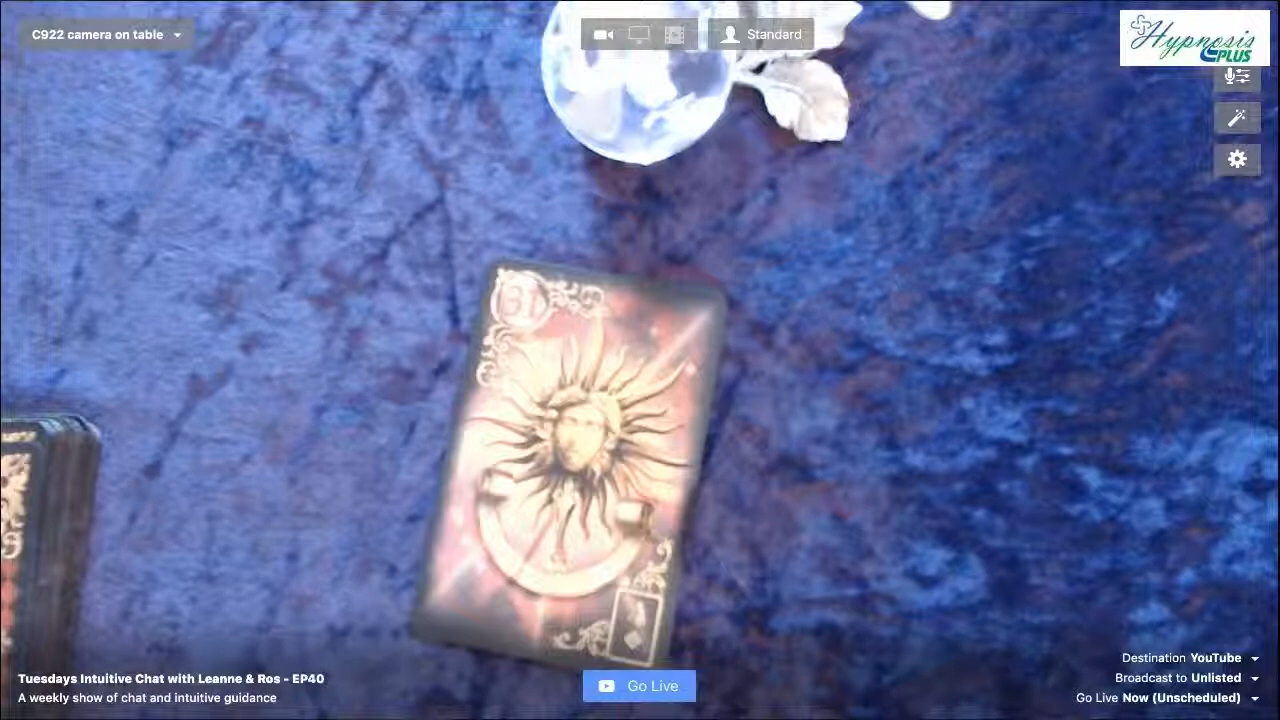 C922 camera on table
Standard
Hypnosis
PLUS
31
Tuesdays Intuitive Chat with Leanne & Ros - EP40
A weekly show of chat and intuitive guidance
Go Live
Destination YouTube
Broadcast to Unlisted
Go Live Now (Unscheduled)